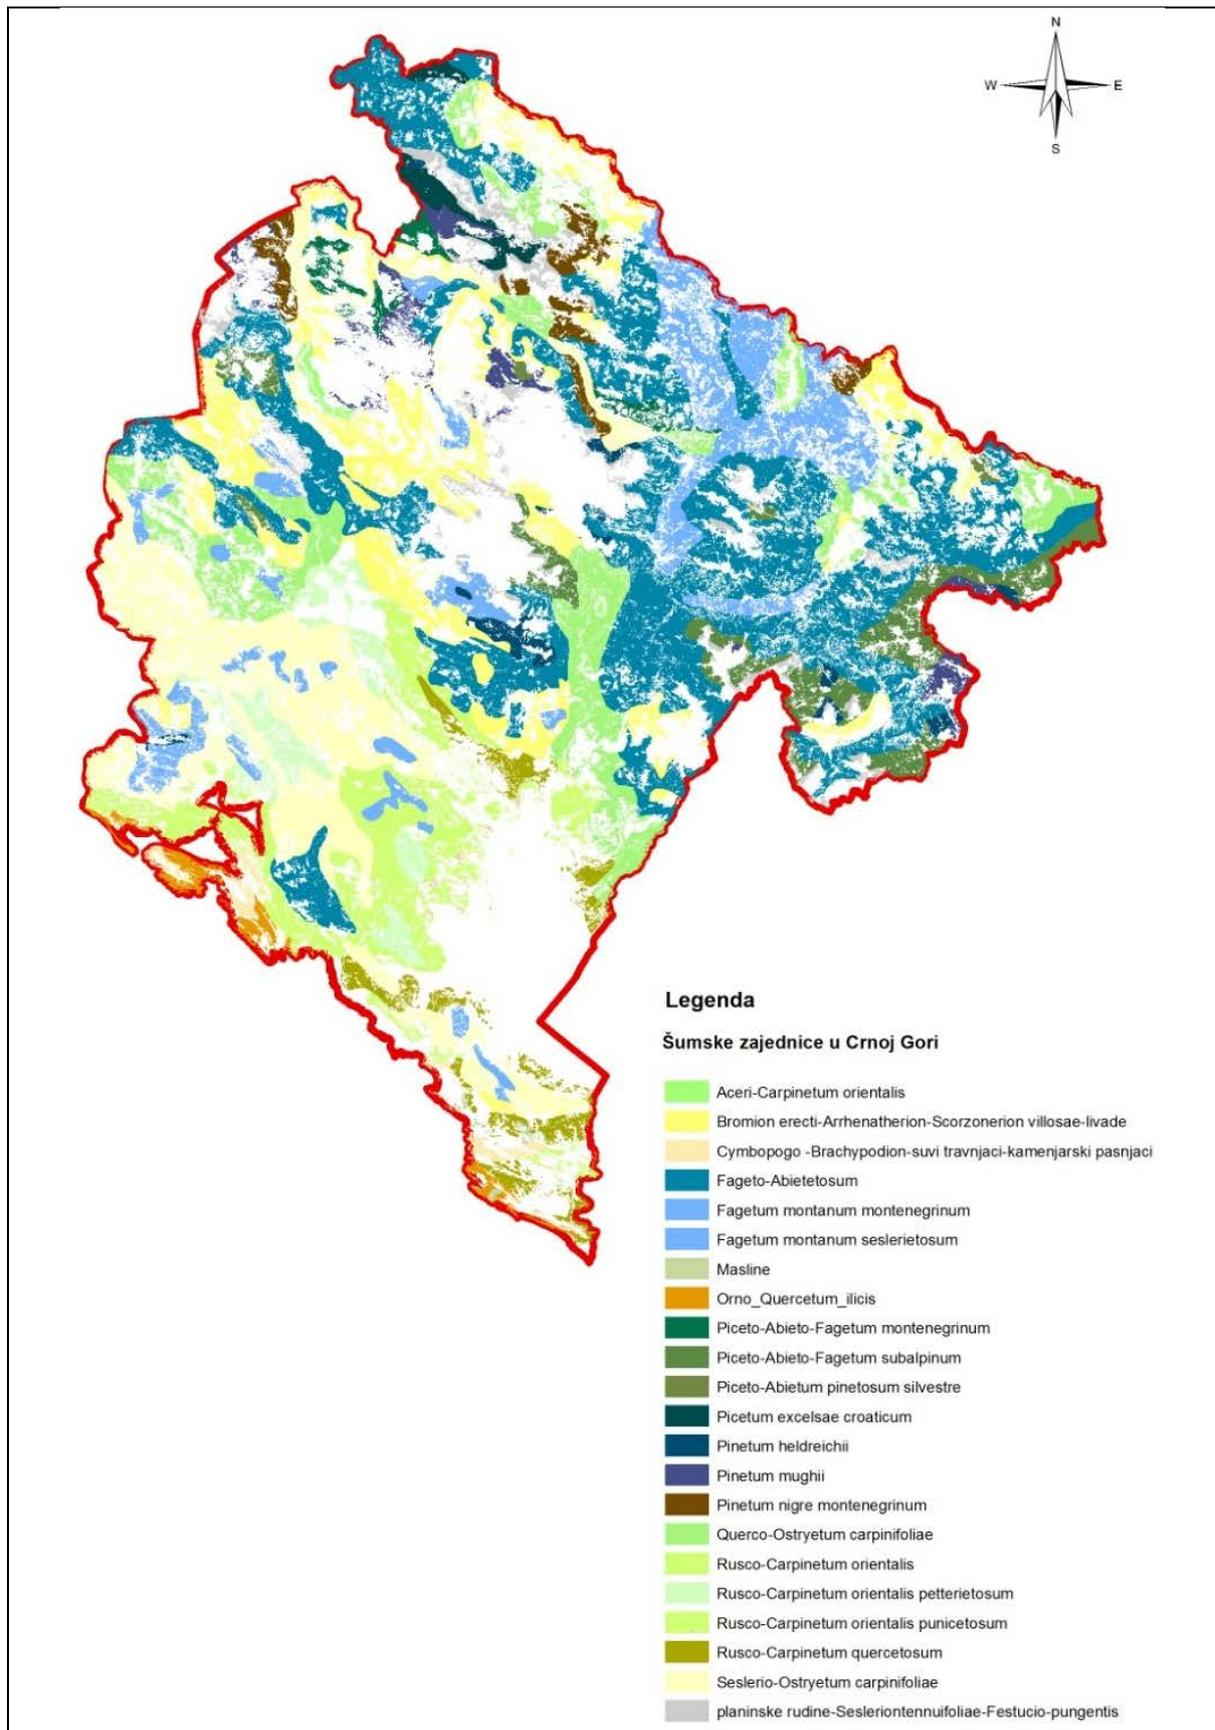 N
W E
S
Legenda
Šumske zajednice u Crnoj Gori
Aceri-Carpinetum orientalis
Bromion erecti-Arrhenatherion-Scorzonerion villosae-livade
Cymbopogo -Brachypodion-suvi travnjaci-kamenjarski pasnjaci
Fageto-Abietetosum
Fagetum montanum montenegrinum
Fagetum montanum seslerietosum
Masline
Orno_Quercetum_ilicis
Piceto-Abieto-Fagetum montenegrinum
Piceto-Abieto-Fagetum subalpinum
Piceto-Abietum pinetosum silvestre
Picetum excelsae croaticum
Pinetum heldreichii
Pinetum mughii
Pinetum nigre montenegrinum
Querco-Ostryetum carpinifoliae
Rusco-Carpinetum orientalis
Rusco-Carpinetum orientalis petterietosum
Rusco-Carpinetum orientalis punicetosum
Rusco-Carpinetum quercetosum
Seslerio-Ostryetum carpinifoliae
planinske rudine-Sesleriontennuifoliae-Festucio-pungentis